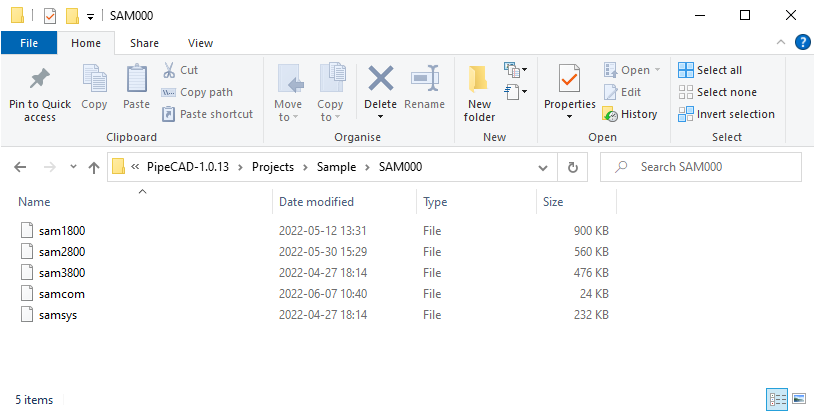 SAM000
File Home Share View
Pin to Quick access
Copy
Paste
Cut
Copy path
Paste shortcut
Clipboard
Move to
Copy to
Delete
Rename
Organise
New folder
New
Properties
Open
Edit
History
Open
Select all
Select none
Invert selection
Select
« PipeCAD-1.0.13 > Projects > Sample > SAM000
Search SAM000
Name Date modified Type Size
sam1800 2022-05-12 13:31 File 900 KB
sam2800 2022-05-30 15:29 File 560 KB
sam3800 2022-04-27 18:14 File 476 KB
samcom 2022-06-07 10:40 File 24 KB
samsys 2022-04-27 18:14 File 232 KB
5 items